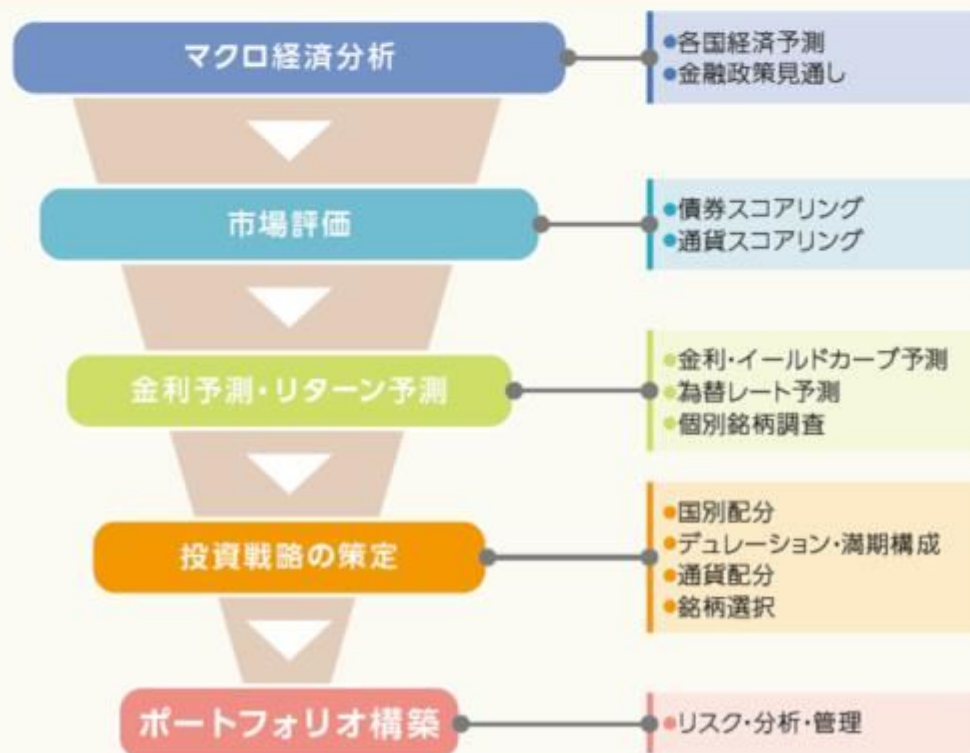 マクロ経済分析
●各国経済予測
●金融政策見通し
市場評価
●債券スコアリング
●通貨スコアリング
金利予測・リターン予測
●金利・イールドカーブ予測
●為替レート予測
●個別銘柄調査
投資戦略の策定
●国別配分
●デュレーション・満期構成
●通貨配分
●銘柄選択
ポートフォリオ構築
●リスク・分析・管理